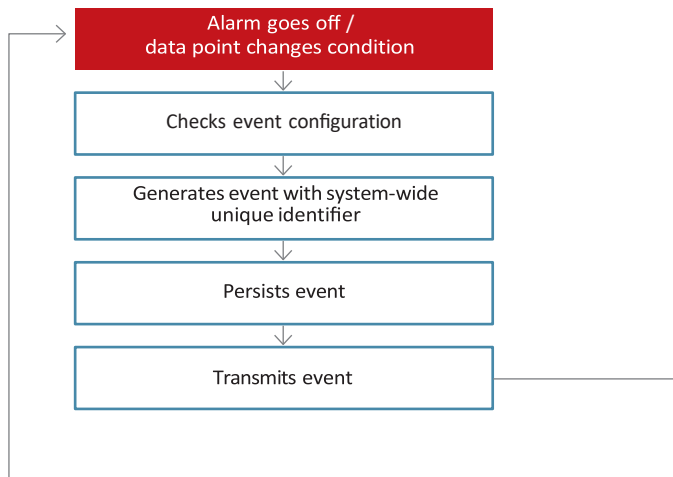 Alarm goes off /
data point changes condition
Checks event configuration
Generates event with system-wide
unique identifier
Persists event
Transmits event